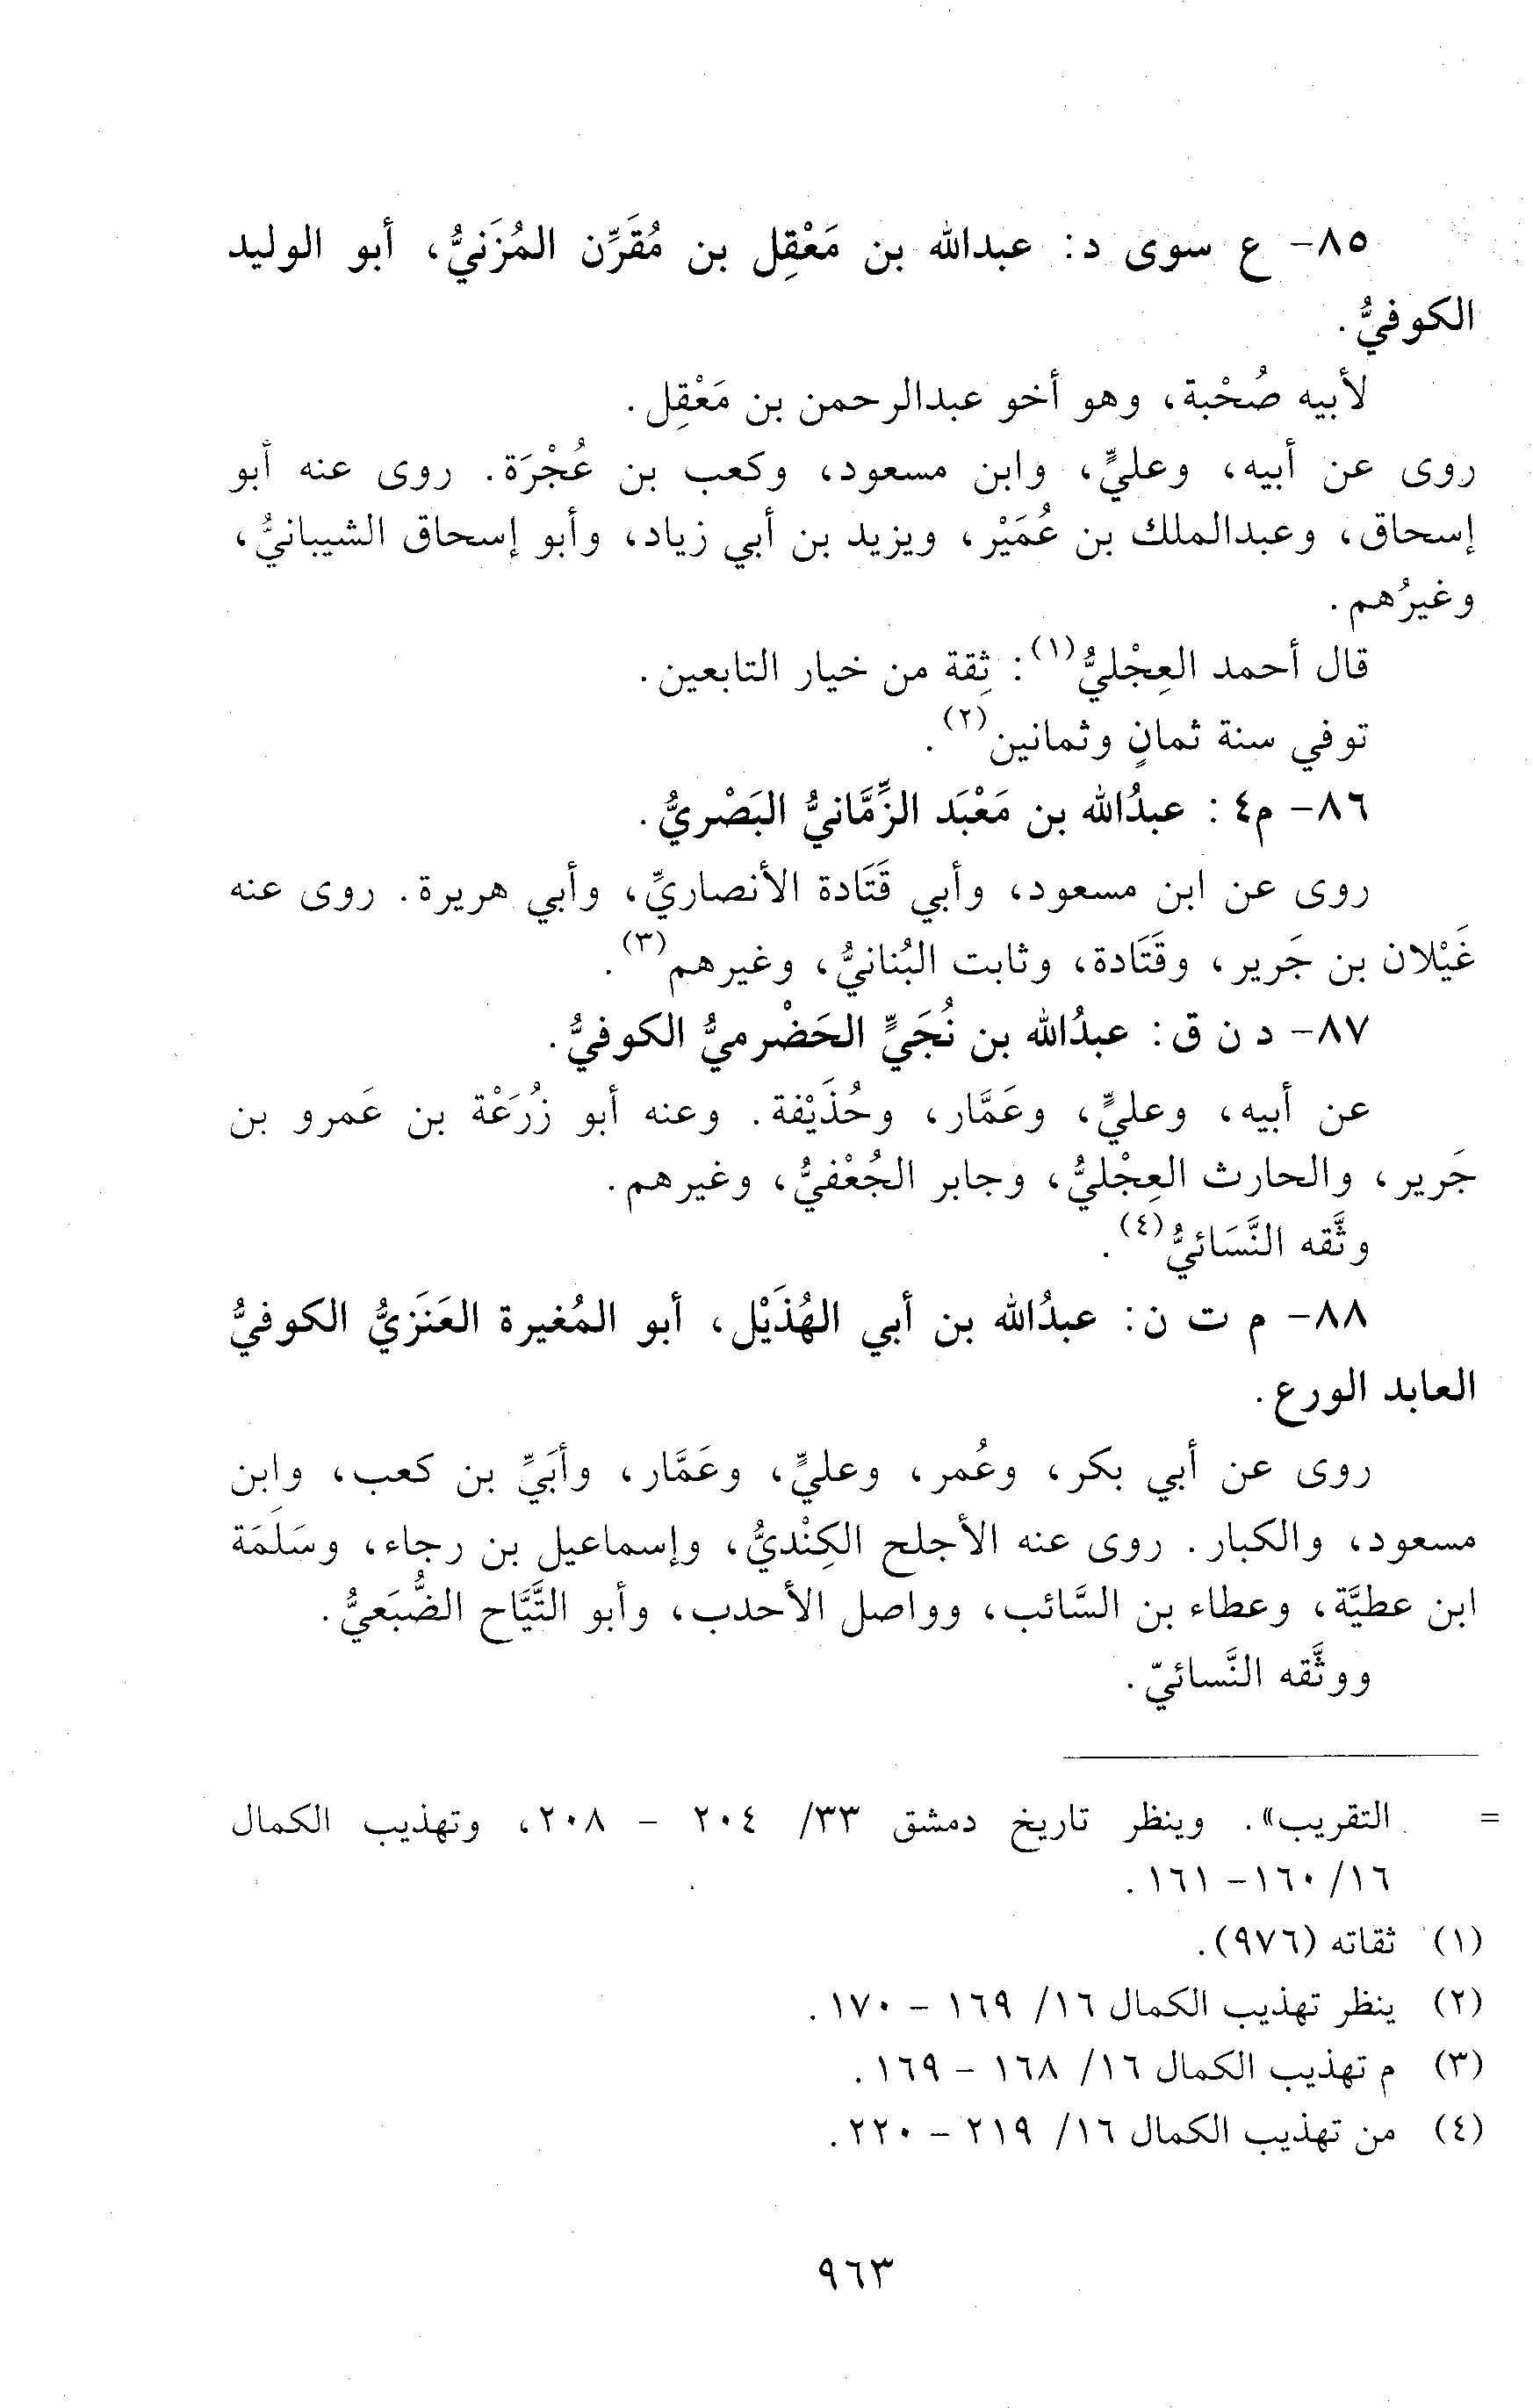 ٨٥- ع سوى د: عبدالله بن مَعْقِل بن مُقَرِّن المُزَنيُّ، أبو الوليد
الكوفيُّ.
لأبيه صُحْبة، وهو أخو عبدالرحمن بن مَعْقِل.
روى عن أبيه، وعليٍّ، وابن مسعود، وكعب بن عُجْرَة. روى عنه أبو
إسحاق، وعبدالملك بن عُمَيْر، ويزيد بن أبي زياد، وأبو إسحاق الشيبانيُّ،
وغيرُهم.
قال أحمد العِجْليُّ(١): ثِقة من خيار التابعين.
توفي سنة ثمانٍ وثمانين(٢).
٨٦- م٤: عبدُالله بن مَعْبَد الزِّمَّانيُّ البَصْريُّ.
روى عن ابن مسعود، وأبي قَتَادة الأنصاريِّ، وأبي هريرة. روى عنه
غَيْلان بن جَرير، وقَتَادة، وثابت البُنانيُّ، وغيرهم(٣).
٨٧- د ن ق: عبدُالله بن نُجَيٍّ الحَضْرميُّ الكوفيُّ.
عن أبيه، وعليٍّ، وعَمَّار، وحُذَيْفة. وعنه أبو زُرَعْة بن عَمرو بن
جَرير، والحارث العِجْليُّ، وجابر الجُعْفيُّ، وغيرهم.
وثَّقه النَّسَائيُّ(٤).
٨٨- م ت ن: عبدُالله بن أبي الهُذَيْل، أبو المُغيرة العَنَزيُّ الكوفيُّ
العابد الورع.
روى عن أبي بكر، وعُمر، وعليٍّ، وعَمَّار، وأُبَيِّ بن كعب، وابن
مسعود، والكبار. روى عنه الأجلح الكِنْديُّ، وإسماعيل بن رجاء، وسَلَمَة
ابن عطيَّة، وعطاء بن السَّائب، وواصل الأحدب، وأبو التَّيَّاح الضُّبَعيُّ.
ووثَّقه النَّسائيّ.
= التقريب». وينظر تاريخ دمشق ٣٣/ ٢٠٤ - ٢٠٨، وتهذيب الكمال
١٦/ ١٦٠- ١٦١.
(١) ثقاته (٩٧٦).
(٢) ينظر تهذيب الكمال ١٦/ ١٦٩ - ١٧٠.
(٣) م تهذيب الكمال ١٦/ ١٦٨ - ١٦٩.
(٤) من تهذيب الكمال ١٦/ ٢١٩ - ٢٢٠.
٩٦٣